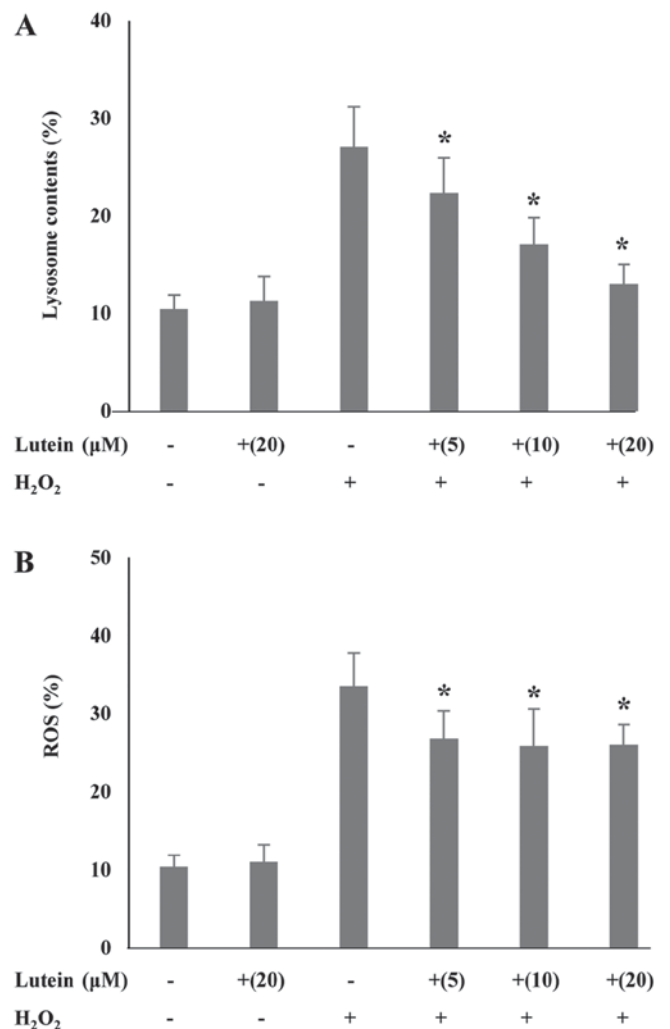 A
40
30
20
10
0
Lysosome contents (%)
* * *
Lutein (μM) - +(20) - +(5) +(10) +(20)
H₂O₂ - - + + + +
B
50
40
30
20
10
0
ROS (%)
* * *
Lutein (μM) - +(20) - +(5) +(10) +(20)
H₂O₂ - - + + + +